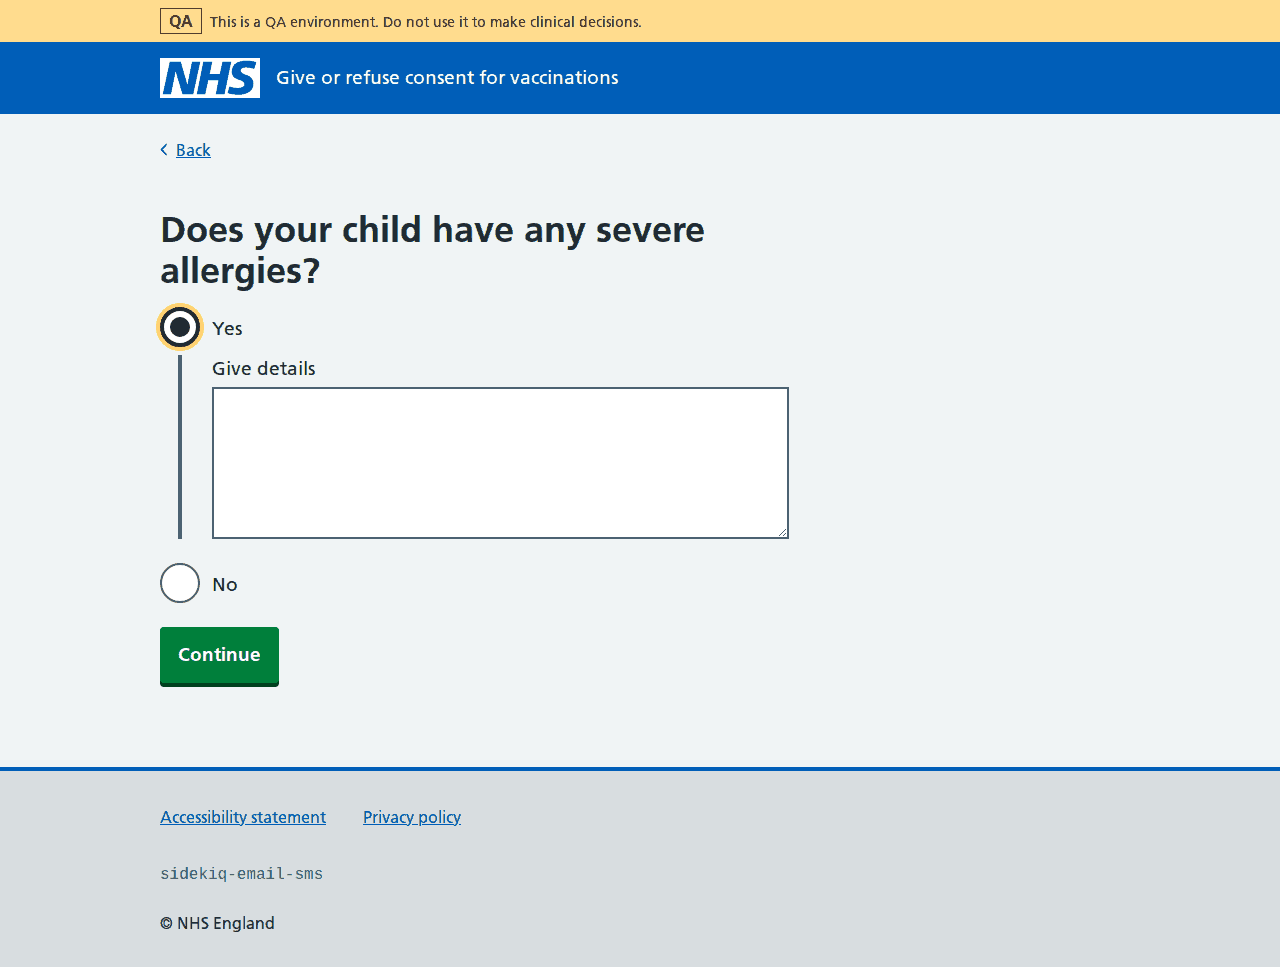 QA This is a QA environment. Do not use it to make clinical decisions.
NHS Give or refuse consent for vaccinations
Back
Does your child have any severe
allergies?
Yes
Give details
No
Continue
Accessibility statement Privacy policy
sidekiq-email-sms
© NHS England